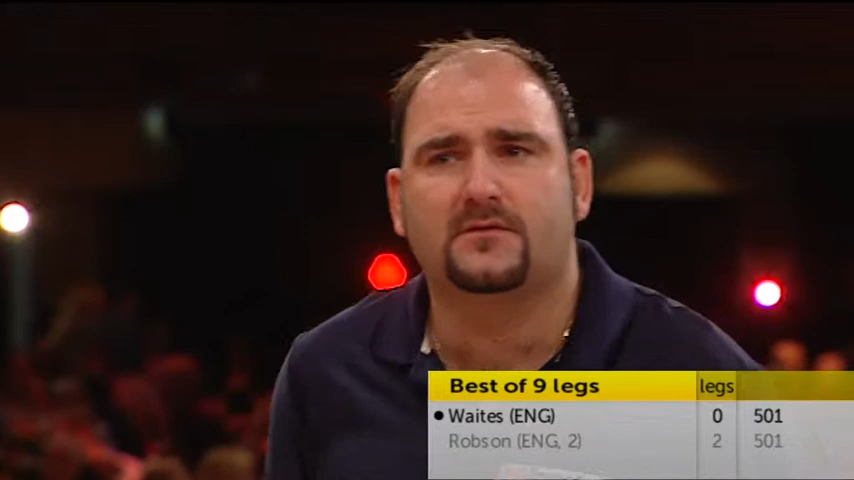 Best of 9 legs legs
Waites (ENG) 0 501
Robson (ENG, 2) 2 501